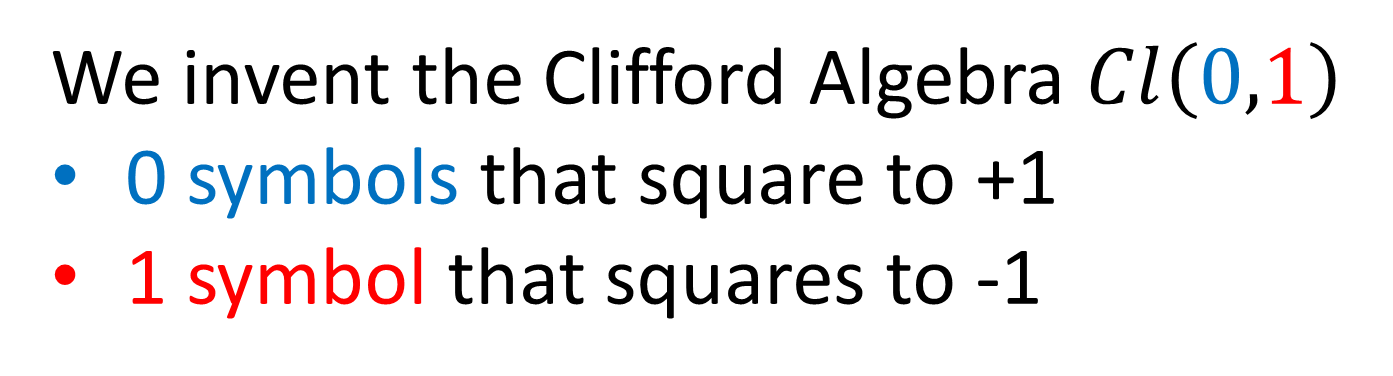 We invent the Clifford Algebra Cl(0,1)
• 0 symbols that square to +1
• 1 symbol that squares to -1